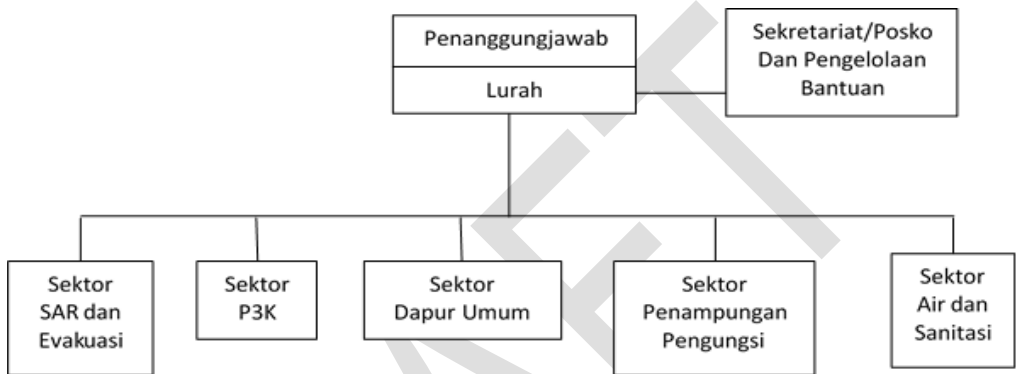 Penanggungjawab
Lurah
Sekretariat/Posko
Dan Pengelolaan
Bantuan
Sektor
SAR dan
Evakuasi
Sektor
P3K
Sektor
Dapur Umum
Sektor
Penampungan
Pengungsi
Sektor
Air dan
Sanitasi